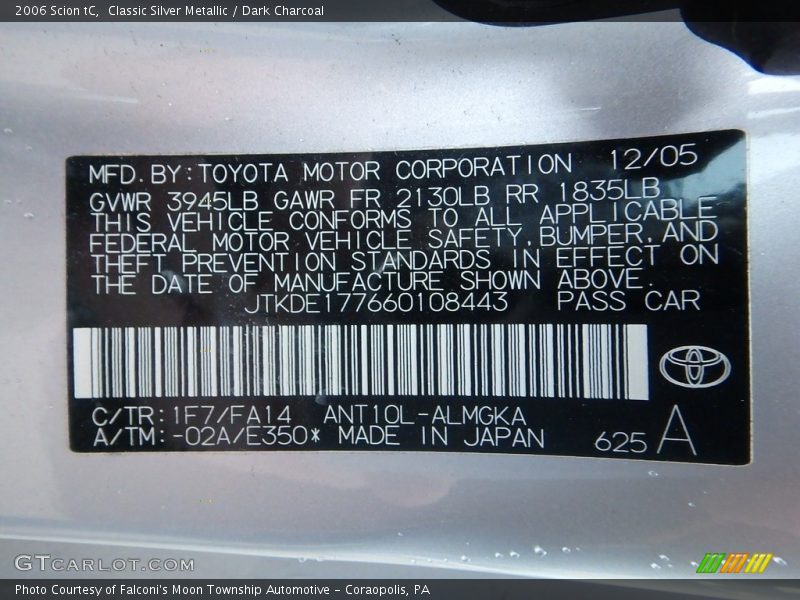 2006 Scion tC, Classic Silver Metallic / Dark Charcoal
MFD. BY: TOYOTA MOTOR CORPORATION 12/05
GVWR 3945LB GAWR FR 2130LB RR 1835LB
THIS VEHICLE CONFORMS TO ALL APPLICABLE
FEDERAL MOTOR VEHICLE SAFETY, BUMPER, AND
THEFT PREVENTION STANDARDS IN EFFECT ON
THE DATE OF MANUFACTURE SHOWN ABOVE.
JTKDE177660108443 PASS CAR
C/TR: 1F7/FA14 ANT10L-ALMGKA
A/TM: -02A/E350* MADE IN JAPAN 625 A
GTCARLOT.COM
Photo Courtesy of Falconi's Moon Township Automotive - Coraopolis, PA